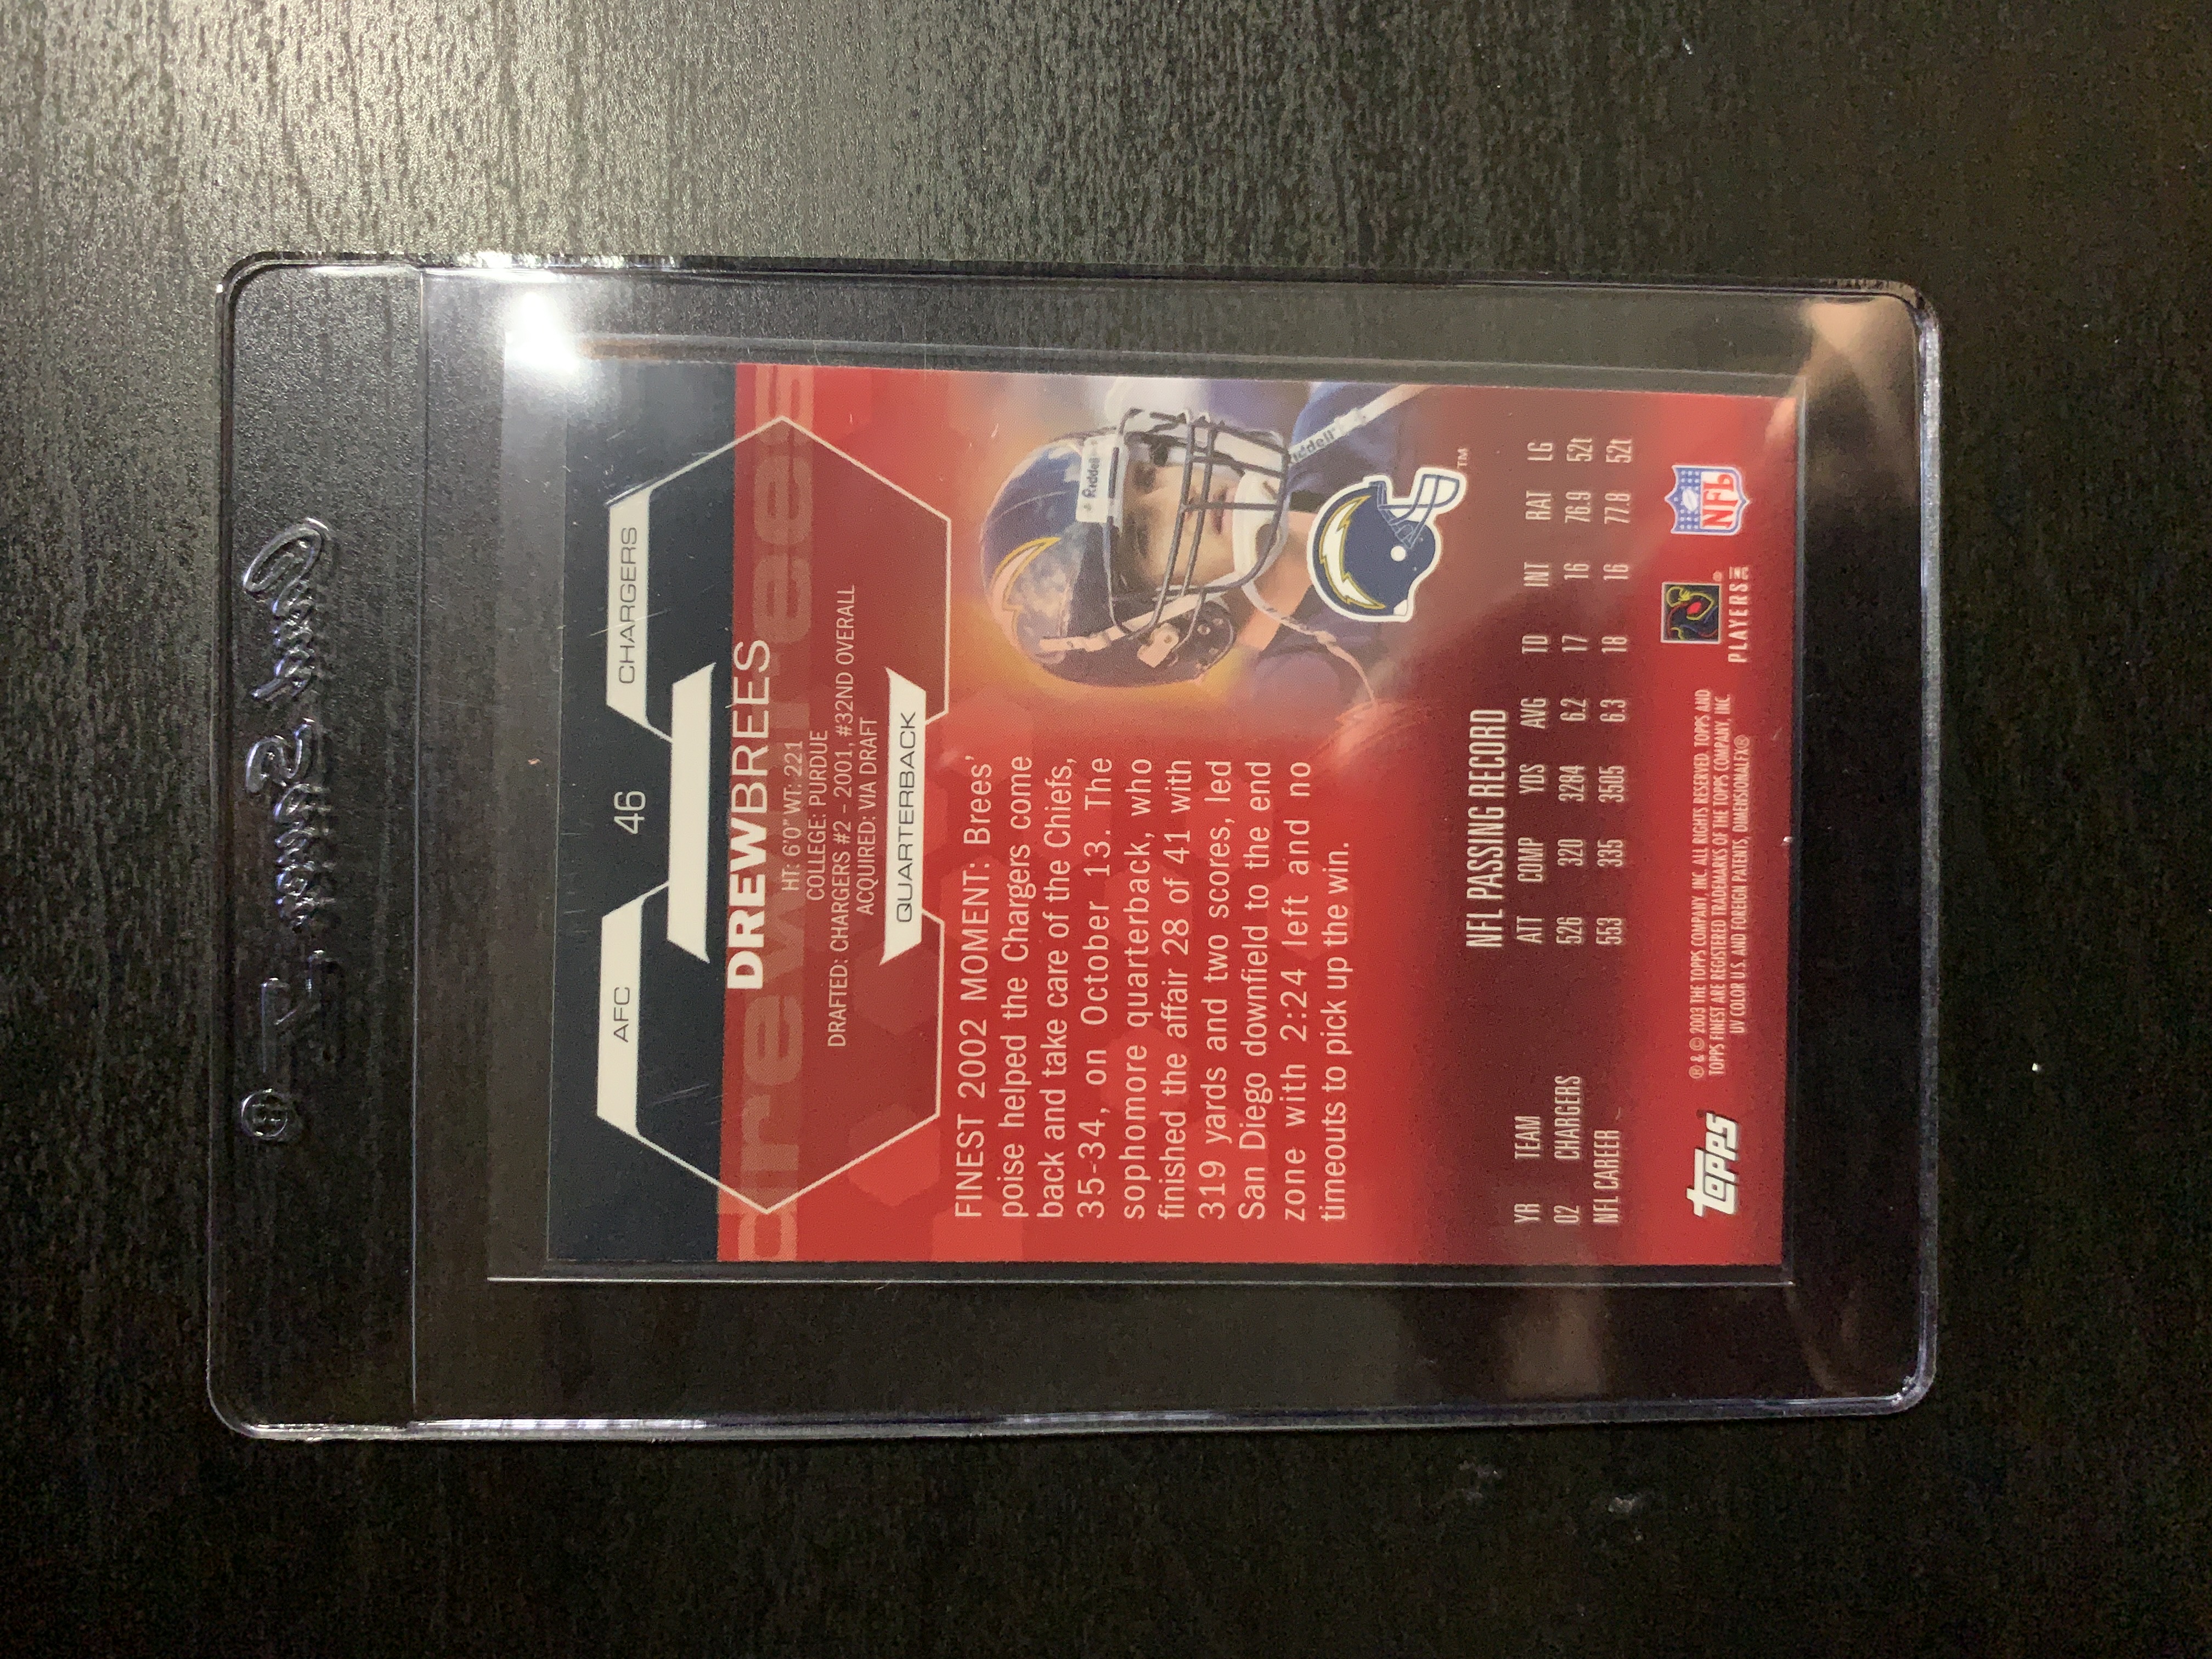 Card Saver I ®
AFC
46
CHARGERS
drewbrees
DREWBREES
HT: 6'0" WT: 221
COLLEGE: PURDUE
DRAFTED: CHARGERS #2 – 2001, #32ND OVERALL
ACQUIRED: VIA DRAFT
QUARTERBACK
FINEST 2002 MOMENT: Brees'
poise helped the Chargers come
back and take care of the Chiefs,
35-34, on October 13. The
sophomore quarterback, who
finished the affair 28 of 41 with
319 yards and two scores, led
San Diego downfield to the end
zone with 2:24 left and no
timeouts to pick up the win.
Riddell
Riddell
TM
NFL PASSING RECORD
YR TEAM ATT COMP YDS AVG TD INT RAT LG
02 CHARGERS 526 320 3284 6.2 17 16 76.9 52t
NFL CAREER 553 335 3505 6.3 18 16 77.8 52t
topps®
® & © 2003 THE TOPPS COMPANY, INC. ALL RIGHTS RESERVED. TOPPS AND
TOPPS FINEST ARE REGISTERED TRADEMARKS OF THE TOPPS COMPANY, INC.
UV COLOR U.S. AND FOREIGN PATENTS, DIMENSIONALFX®
PLAYERS INC
NFL